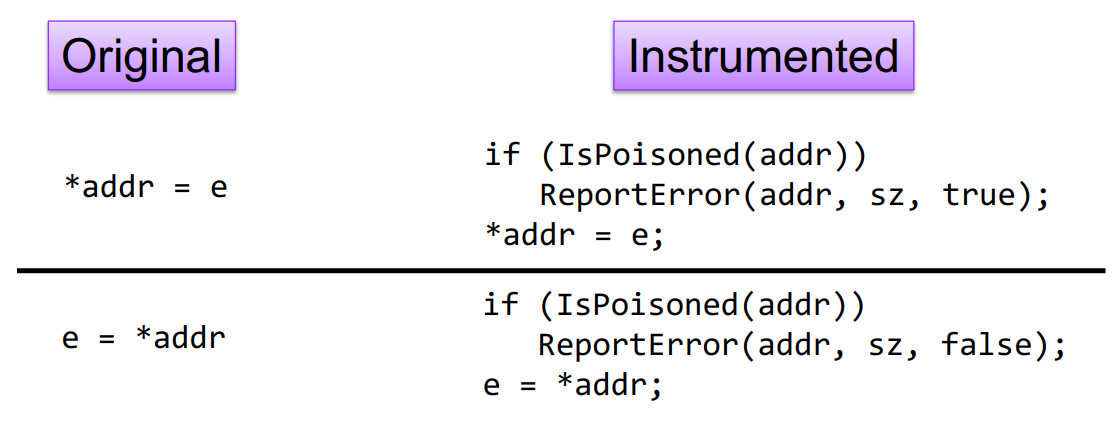 Original
Instrumented
*addr = e
if (IsPoisoned(addr))
ReportError(addr, sz, true);
*addr = e;
e = *addr
if (IsPoisoned(addr))
ReportError(addr, sz, false);
e = *addr;